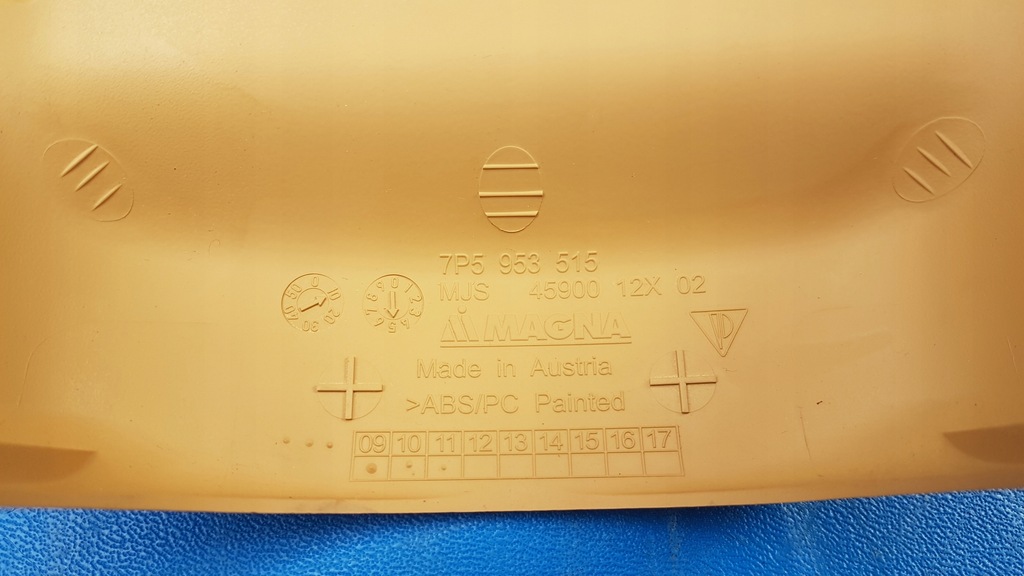 7P5 953 515
MJS 45900 12X 02
MAGNA
Made in Austria
>ABS/PC Painted
09 10 11 12 13 14 15 16 17